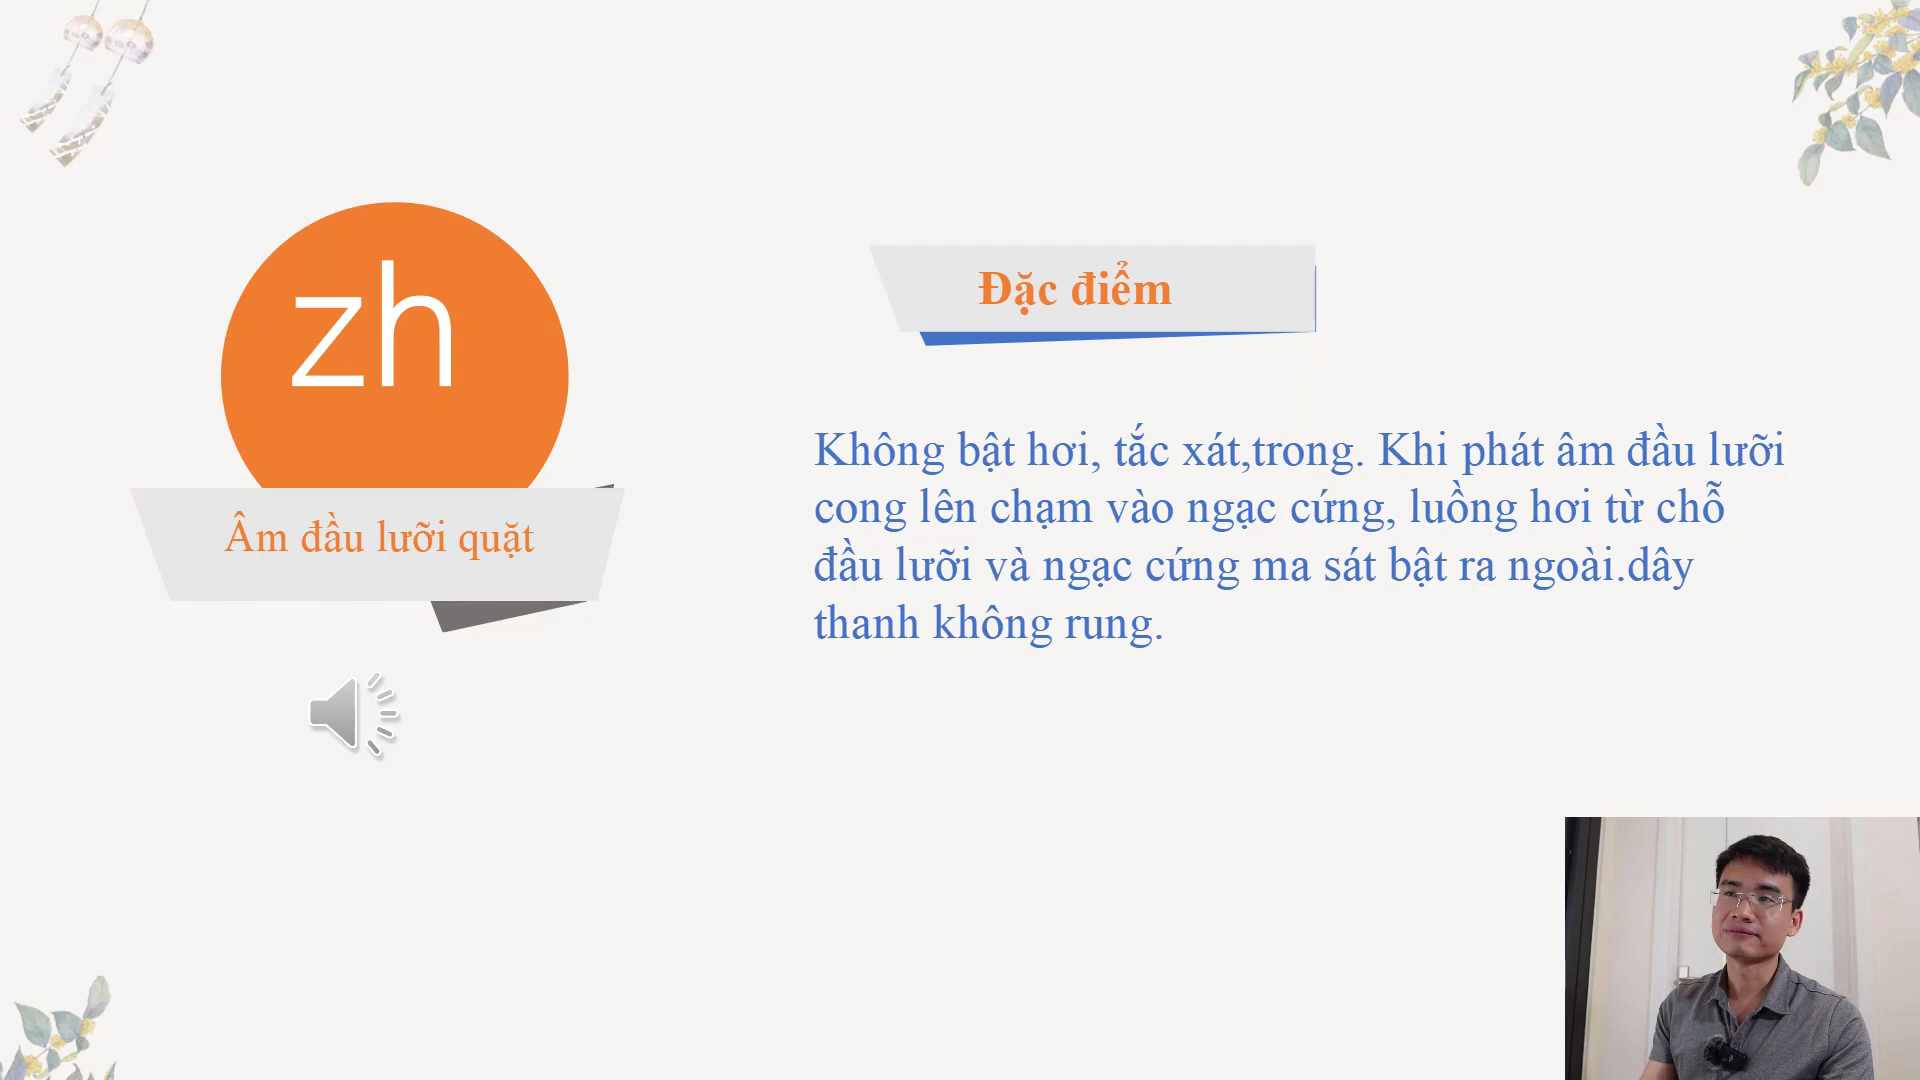 zh
Âm đầu lưỡi quặt
Đặc điểm
Không bật hơi, tắc xát,trong. Khi phát âm đầu lưỡi
cong lên chạm vào ngạc cứng, luồng hơi từ chỗ
đầu lưỡi và ngạc cứng ma sát bật ra ngoài.dây
thanh không rung.